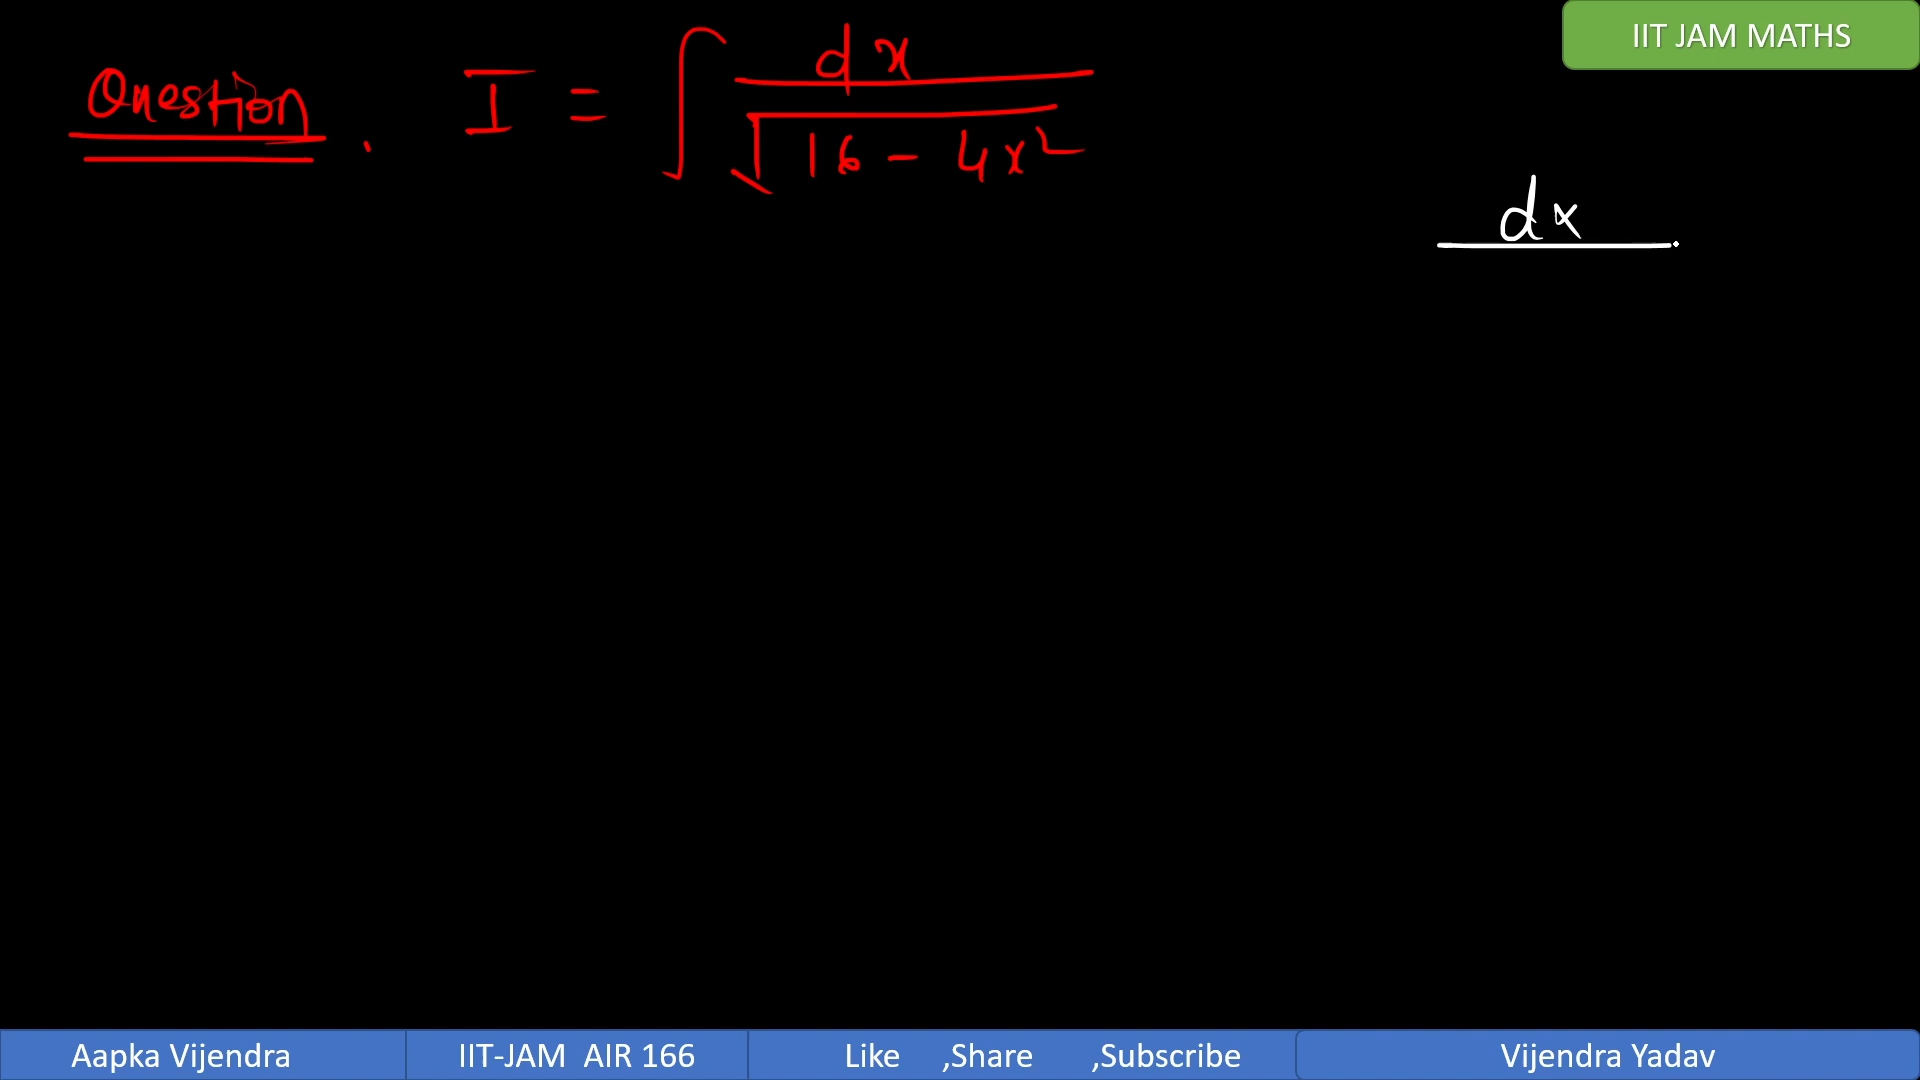 IIT JAM MATHS
Question. I = ∫ dx / √(16 - 4x²)
dx
Aapka Vijendra
IIT-JAM AIR 166
Like ,Share ,Subscribe
Vijendra Yadav